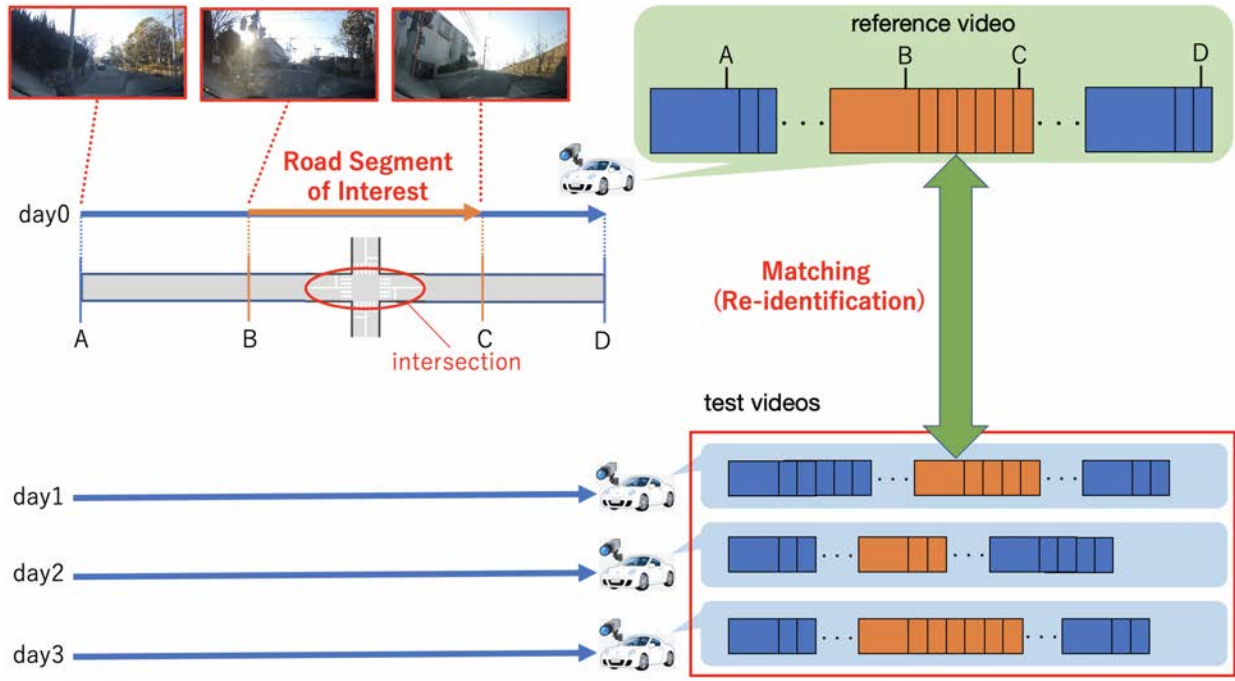 reference video
A
B
C
D
. . .
. . .
Road Segment
of Interest
day0
Matching
(Re-identification)
A
B
C
D
intersection
test videos
day1
. . .
. . .
day2
. . .
. . .
day3
. . .
. . .